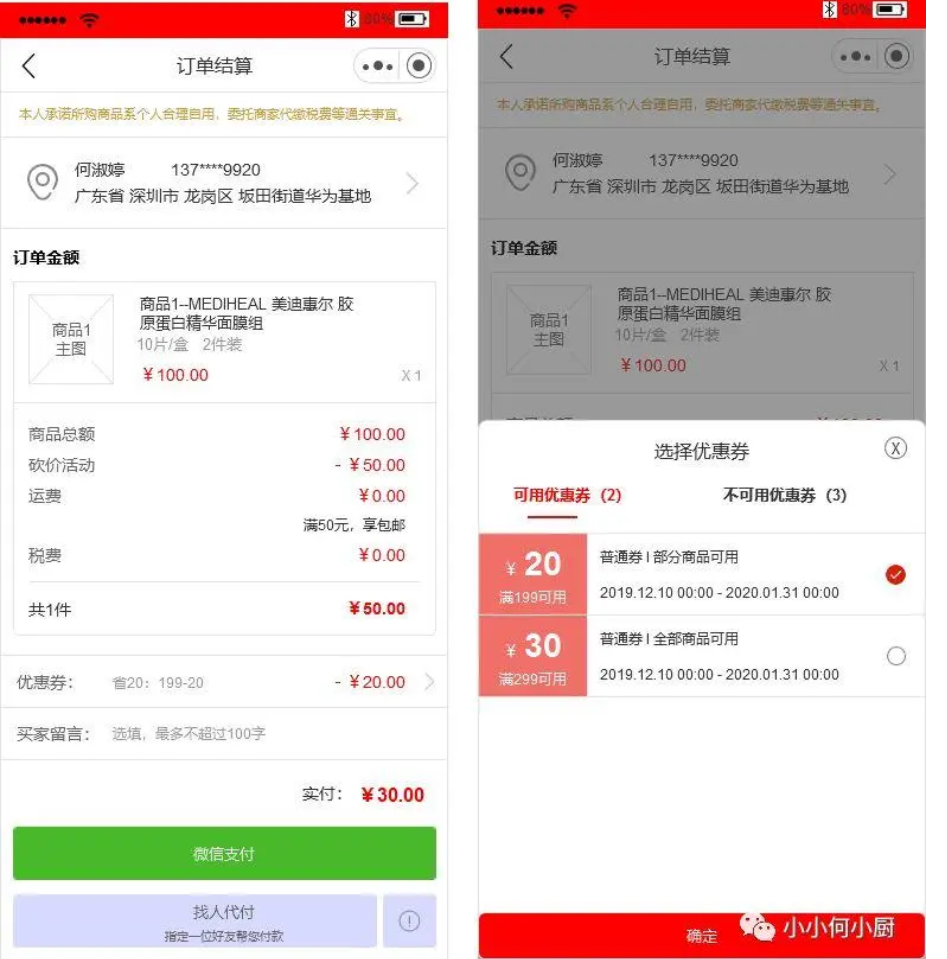 80%
订单结算
本人承诺所购商品系个人合理自用，委托商家代缴税费等通关事宜。
何淑婷 137****9920
广东省 深圳市 龙岗区 坂田街道华为基地
订单金额
商品1
主图
商品1--MEDIHEAL 美迪惠尔 胶
原蛋白精华面膜组
10片/盒 2件装
￥100.00 X 1
商品总额 ￥100.00
砍价活动 - ￥50.00
运费 ￥0.00
满50元，享包邮
税费 ￥0.00
共1件 ￥50.00
优惠券： 省20：199-20 - ￥20.00
买家留言： 选填，最多不超过100字
实付： ￥30.00
微信支付
找人代付
指定一位好友帮您付款
80%
订单结算
本人承诺所购商品系个人合理自用，委托商家代缴税费等通关事宜。
何淑婷 137****9920
广东省 深圳市 龙岗区 坂田街道华为基地
订单金额
商品1
主图
商品1--MEDIHEAL 美迪惠尔 胶
原蛋白精华面膜组
10片/盒 2件装
￥100.00 X 1
选择优惠券 X
可用优惠券（2） 不可用优惠券（3）
￥20
满199可用
普通券 I 部分商品可用
2019.12.10 00:00 - 2020.01.31 00:00
￥30
满299可用
普通券 I 全部商品可用
2019.12.10 00:00 - 2020.01.31 00:00
确定
小小何小厨